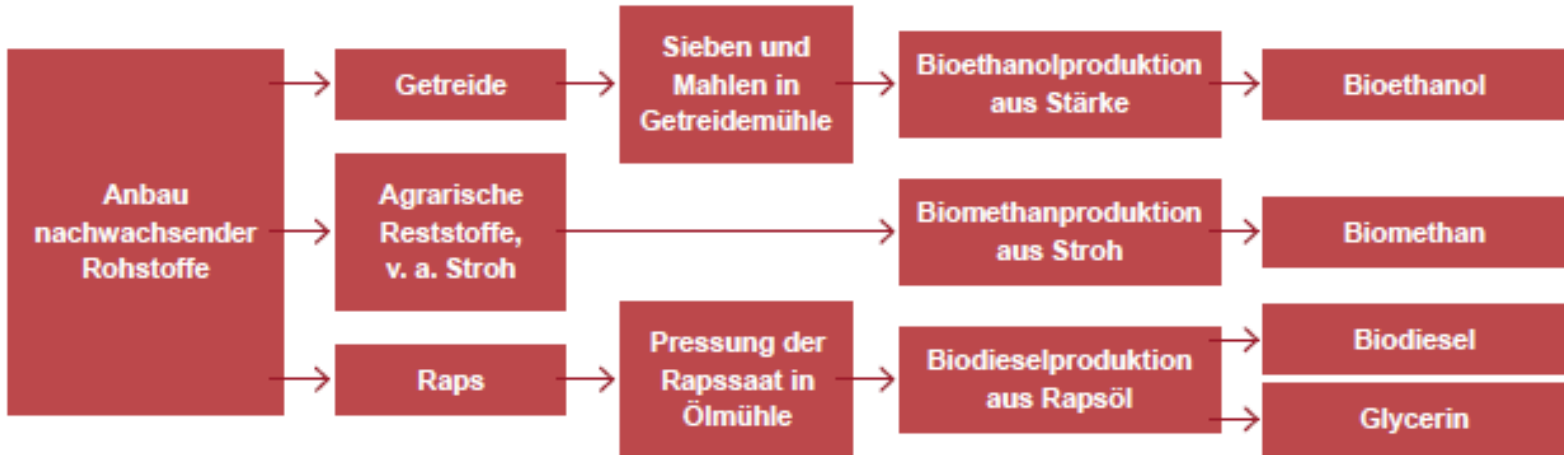 Anbau
nachwachsender
Rohstoffe
Getreide
Sieben und
Mahlen in
Getreidemühle
Bioethanolproduktion
aus Stärke
Bioethanol
Agrarische
Reststoffe,
v. a. Stroh
Biomethanproduktion
aus Stroh
Biomethan
Raps
Pressung der
Rapssaat in
Ölmühle
Biodieselproduktion
aus Rapsöl
Biodiesel
Glycerin